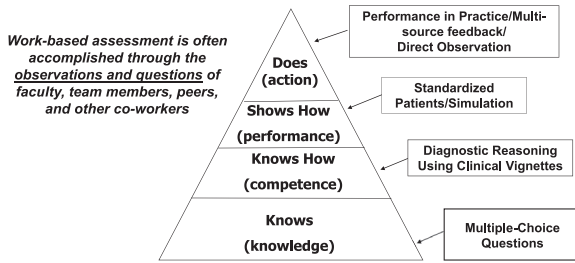 Work-based assessment is often
accomplished through the
observations and questions of
faculty, team members, peers,
and other co-workers
Performance in Practice/Multi-
source feedback/
Direct Observation
Does
(action)
Standardized
Patients/Simulation
Shows How
(performance)
Diagnostic Reasoning
Using Clinical Vignettes
Knows How
(competence)
Knows
(knowledge)
Multiple-Choice
Questions